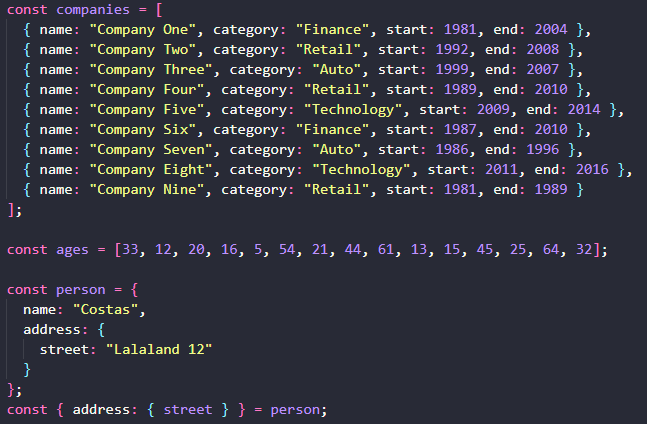 const companies = [
{ name: "Company One", category: "Finance", start: 1981, end: 2004 },
{ name: "Company Two", category: "Retail", start: 1992, end: 2008 },
{ name: "Company Three", category: "Auto", start: 1999, end: 2007 },
{ name: "Company Four", category: "Retail", start: 1989, end: 2010 },
{ name: "Company Five", category: "Technology", start: 2009, end: 2014 },
{ name: "Company Six", category: "Finance", start: 1987, end: 2010 },
{ name: "Company Seven", category: "Auto", start: 1986, end: 1996 },
{ name: "Company Eight", category: "Technology", start: 2011, end: 2016 },
{ name: "Company Nine", category: "Retail", start: 1981, end: 1989 }
];
const ages = [33, 12, 20, 16, 5, 54, 21, 44, 61, 13, 15, 45, 25, 64, 32];
const person = {
name: "Costas",
address: {
street: "Lalaland 12"
}
};
const { address: { street } } = person;